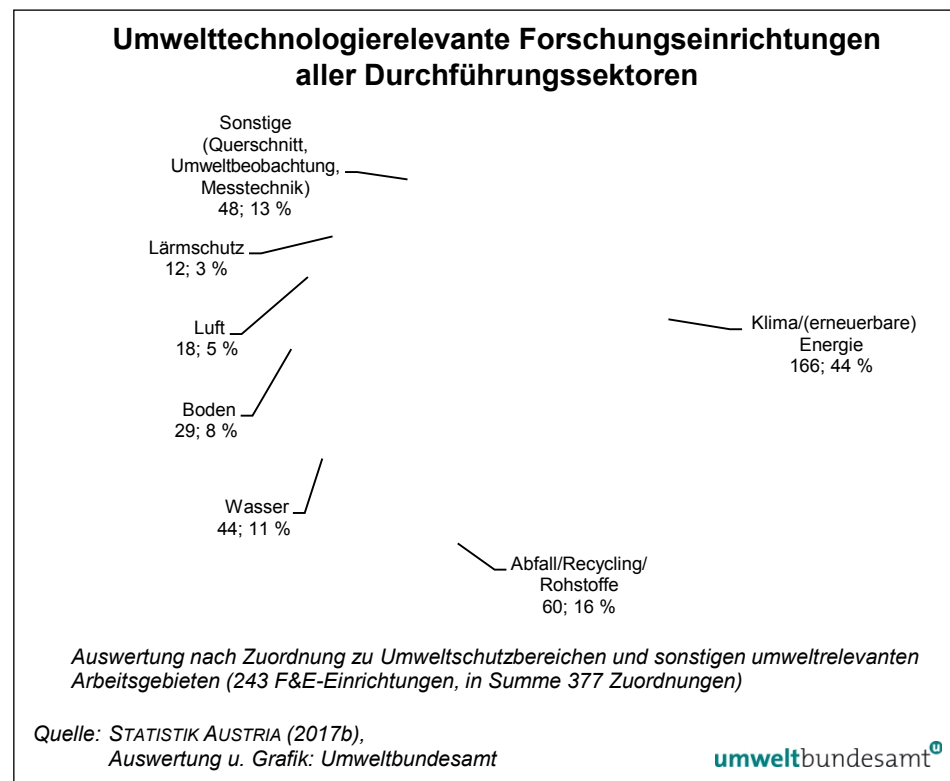 Umwelttechnologierelevante Forschungseinrichtungen
aller Durchführungssektoren
Sonstige
(Querschnitt,
Umweltbeobachtung,
Messtechnik)
48; 13 %
Lärmschutz
12; 3 %
Luft
18; 5 %
Boden
29; 8 %
Wasser
44; 11 %
Klima/(erneuerbare)
Energie
166; 44 %
Abfall/Recycling/
Rohstoffe
60; 16 %
Auswertung nach Zuordnung zu Umweltschutzbereichen und sonstigen umweltrelevanten
Arbeitsgebieten (243 F&E-Einrichtungen, in Summe 377 Zuordnungen)
Quelle: STATISTIK AUSTRIA (2017b),
Auswertung u. Grafik: Umweltbundesamt
umweltbundesamt
u